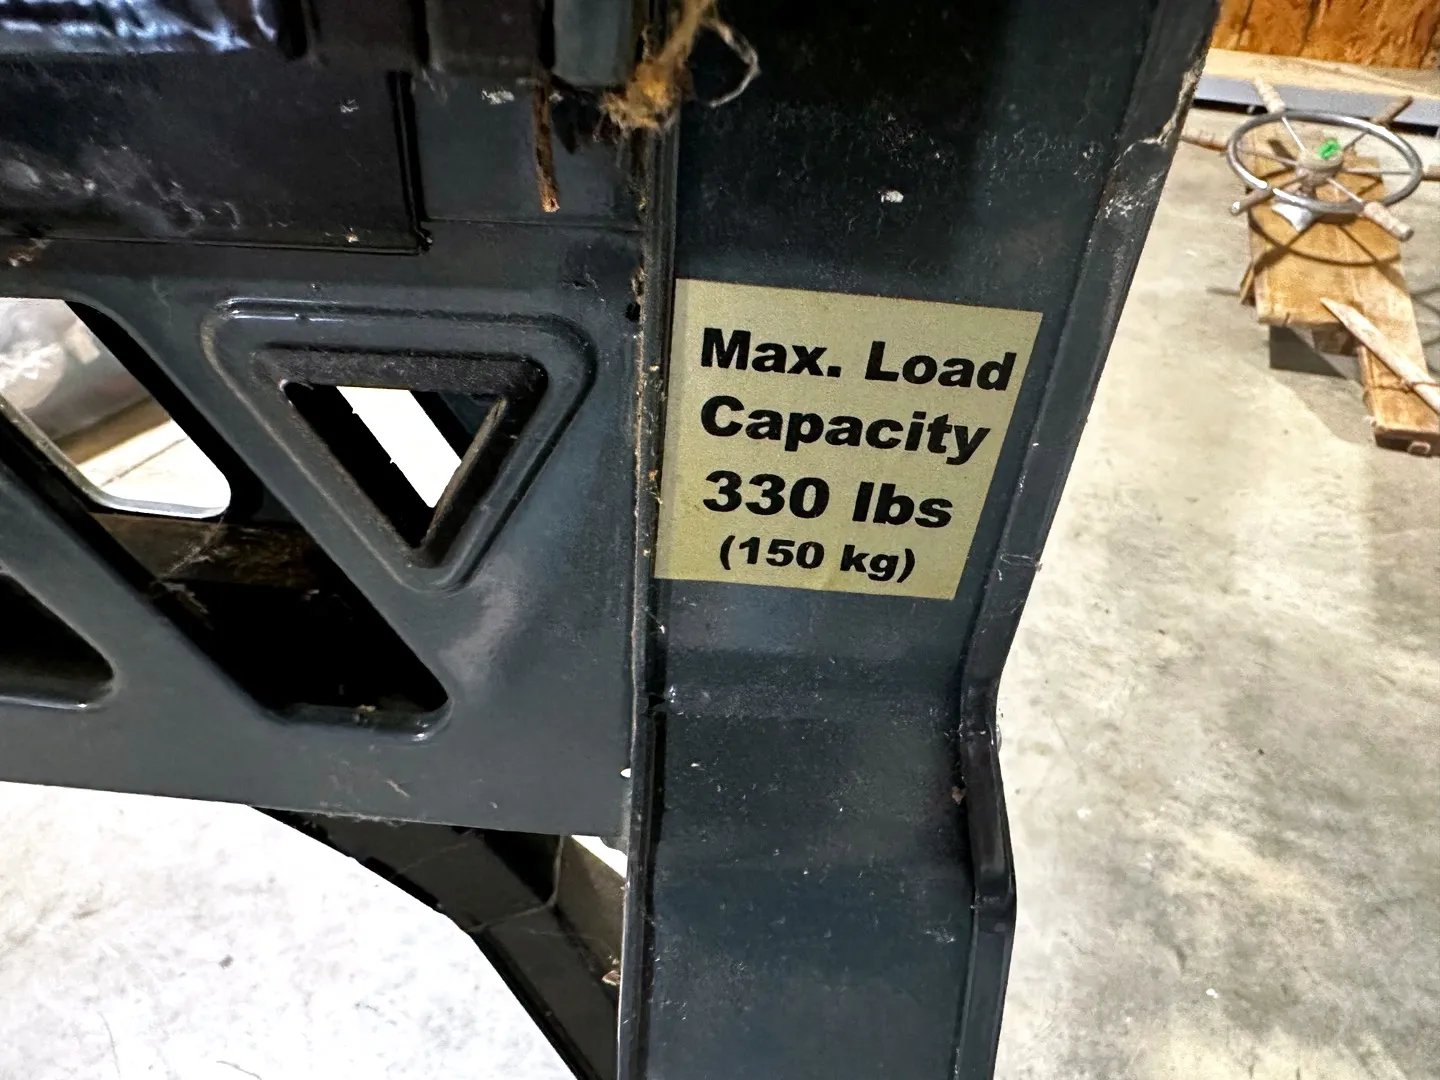 Max. Load
Capacity
330 lbs
(150 kg)